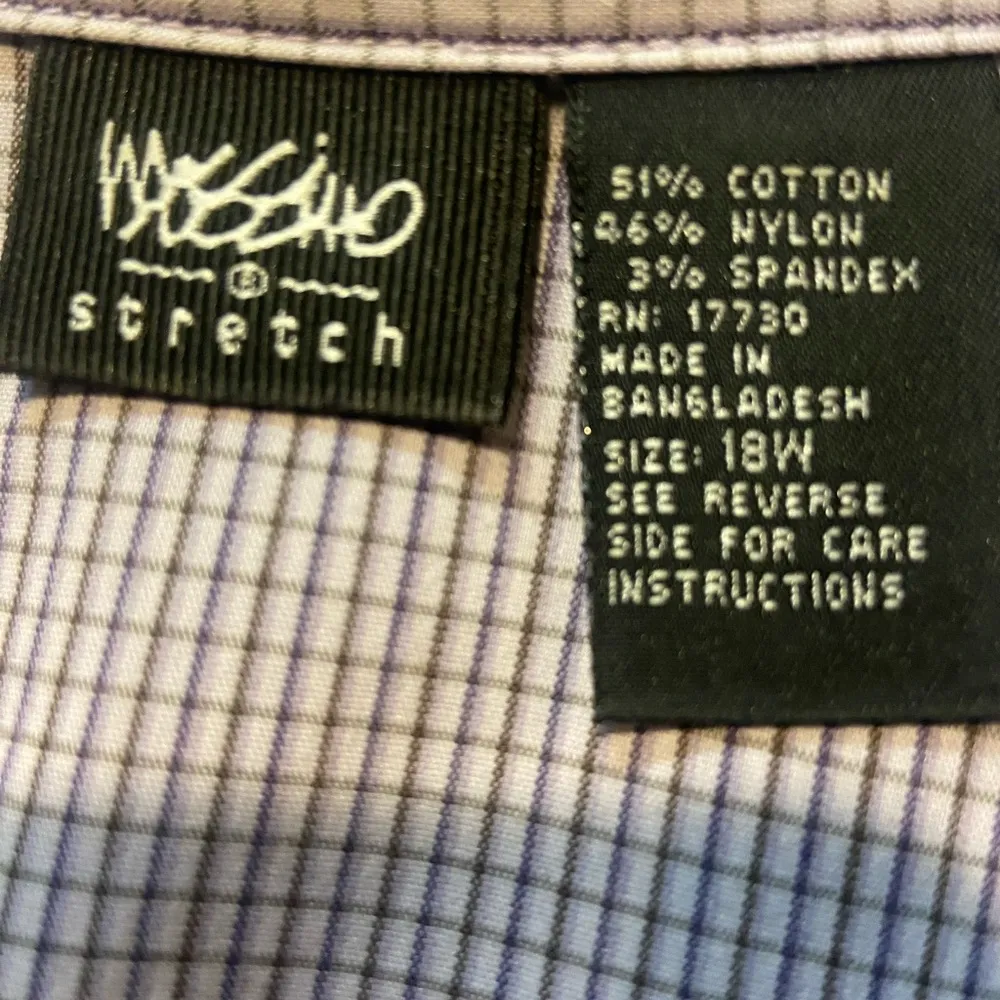 Mossimo
®
stretch
51% COTTON
46% NYLON
3% SPANDEX
RN: 17730
MADE IN
BANGLADESH
SIZE: 18W
SEE REVERSE
SIDE FOR CARE
INSTRUCTIONS